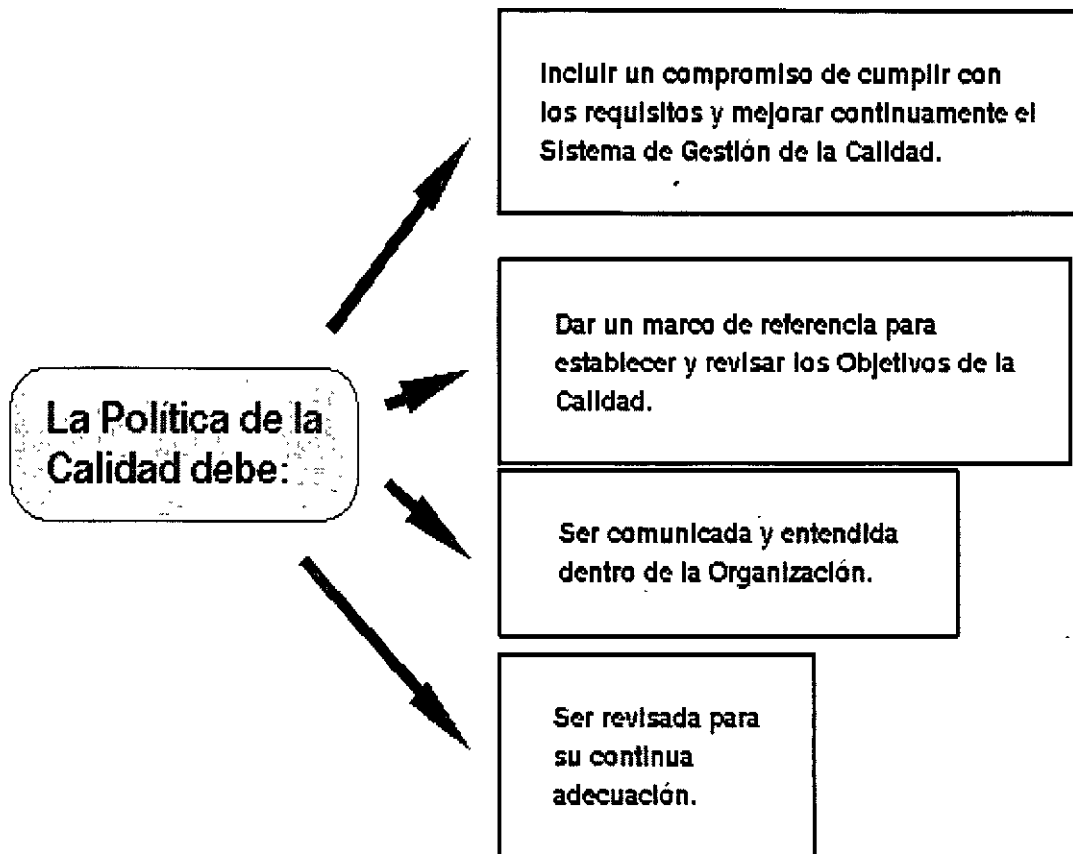 La Política de la
Calidad debe:
Incluir un compromiso de cumplir con
los requisitos y mejorar continuamente el
Sistema de Gestión de la Calidad.
Dar un marco de referencia para
establecer y revisar los Objetivos de la
Calidad.
Ser comunicada y entendida
dentro de la Organización.
Ser revisada para
su continua
adecuación.